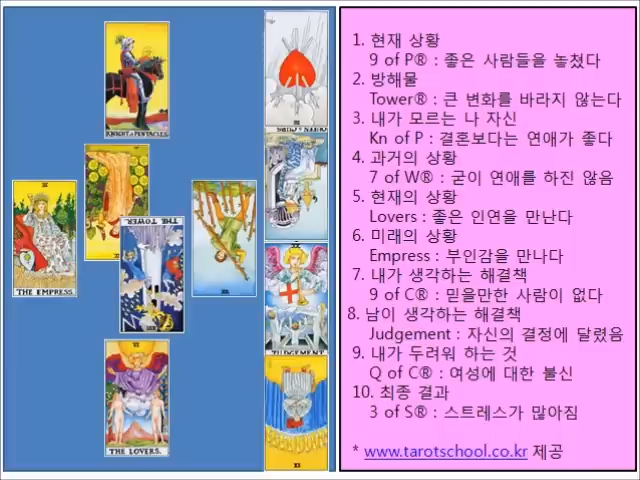 KNIGHT of PENTACLES.
QUEEN of CUPS.
THE TOWER.
XVI
III
THE EMPRESS.
VII
XX
JUDGEMENT.
VI
THE LOVERS.
IX
1. 현재 상황
9 of P® : 좋은 사람들을 놓쳤다
2. 방해물
Tower® : 큰 변화를 바라지 않는다
3. 내가 모르는 나 자신
Kn of P : 결혼보다는 연애가 좋다
4. 과거의 상황
7 of W® : 굳이 연애를 하진 않음
5. 현재의 상황
Lovers : 좋은 인연을 만난다
6. 미래의 상황
Empress : 부인감을 만나다
7. 내가 생각하는 해결책
9 of C® : 믿을만한 사람이 없다
8. 남이 생각하는 해결책
Judgement : 자신의 결정에 달렸음
9. 내가 두려워 하는 것
Q of C® : 여성에 대한 불신
10. 최종 결과
3 of S® : 스트레스가 많아짐
* www.tarotschool.co.kr 제공